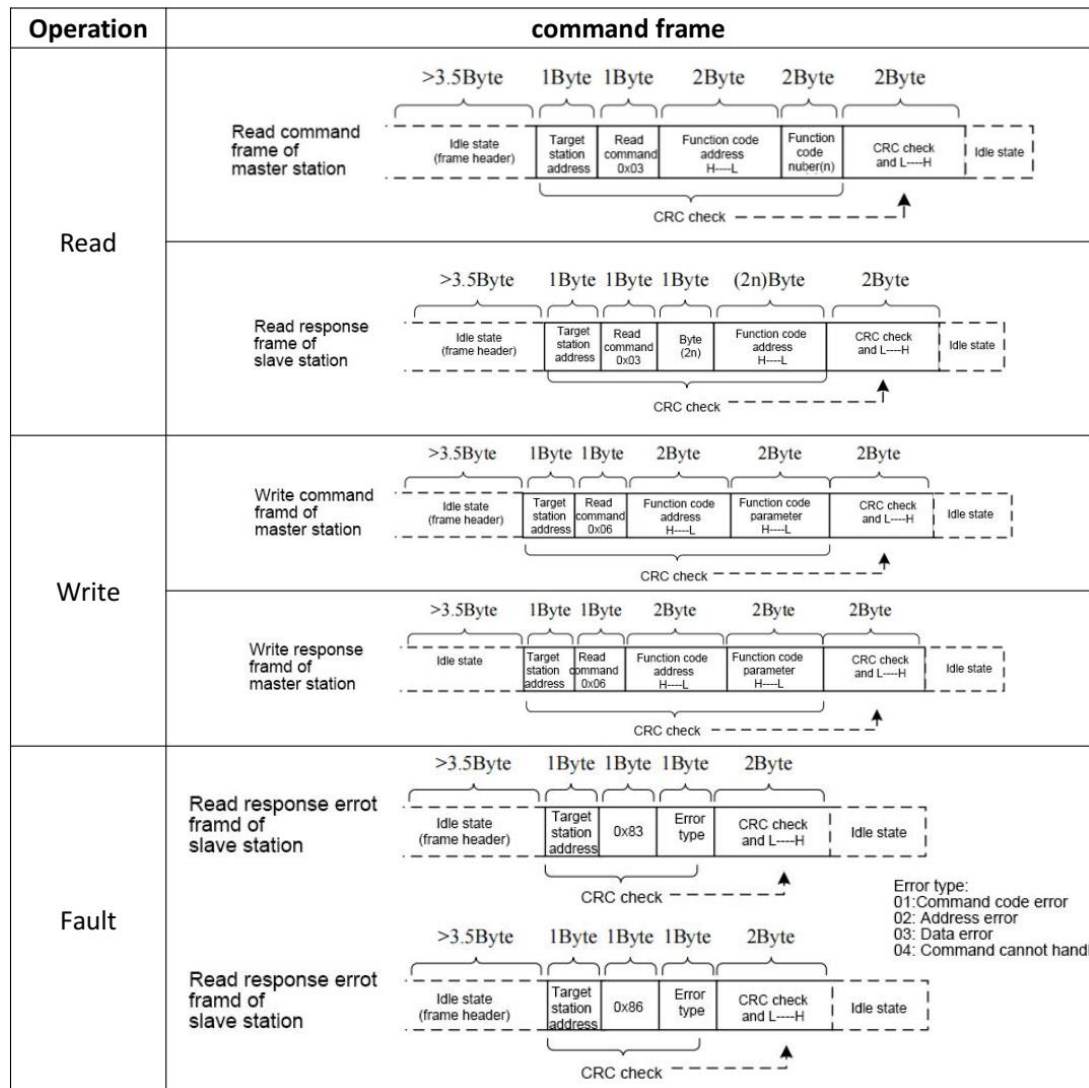 Operation
command frame
Read
>3.5Byte 1Byte 1Byte 2Byte 2Byte 2Byte
Read command
frame of
master station
Idle state
(frame header)
Target
station
address
Read
command
0x03
Function code
address
H----L
Function
code
nuber(n)
CRC check
and L----H
Idle state
CRC check
>3.5Byte 1Byte 1Byte 1Byte (2n)Byte 2Byte
Read response
frame of
slave station
Idle state
(frame header)
Target
station
address
Read
command
0x03
Byte
(2n)
Function code
address
H----L
CRC check
and L----H
Idle state
CRC check
Write
>3.5Byte 1Byte 1Byte 2Byte 2Byte 2Byte
Write command
framd of
master station
Idle state
(frame header)
Target
station
address
Read
command
0x06
Function code
address
H----L
Function code
parameter
H----L
CRC check
and L----H
Idle state
CRC check
>3.5Byte 1Byte 1Byte 2Byte 2Byte 2Byte
Write response
framd of
master station
Idle state
Target
station
address
Read
command
0x06
Function code
address
H----L
Function code
parameter
H----L
CRC check
and L----H
Idle state
CRC check
Fault
>3.5Byte 1Byte 1Byte 1Byte 2Byte
Read response errot
framd of
slave station
Idle state
(frame header)
Target
station
address
0x83
Error
type
CRC check
and L----H
Idle state
CRC check
Error type:
01:Command code error
02: Address error
03: Data error
04: Command cannot handl
>3.5Byte 1Byte 1Byte 1Byte 2Byte
Read response errot
framd of
slave station
Idle state
(frame header)
Target
station
address
0x86
Error
type
CRC check
and L----H
Idle state
CRC check